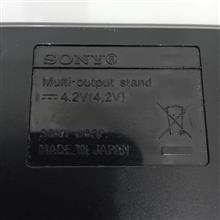 SONY®
Multi-output stand
⎓ 4.2V(4,2V)
MADE IN JAPAN